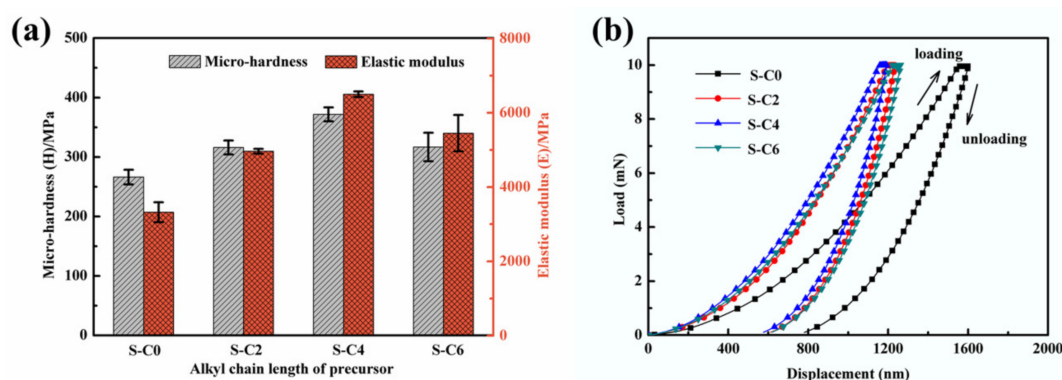 (a)
500
400
300
200
100
0
Micro-hardness (H)/MPa
Micro-hardness
Elastic modulus
8000
6000
4000
2000
0
Elastic modulus (E)/MPa
S-C0 S-C2 S-C4 S-C6
Alkyl chain length of precursor
(b)
10
8
6
4
2
0
Load (mN)
S-C0
S-C2
S-C4
S-C6
loading
unloading
0 400 800 1200 1600 2000
Displacement (nm)